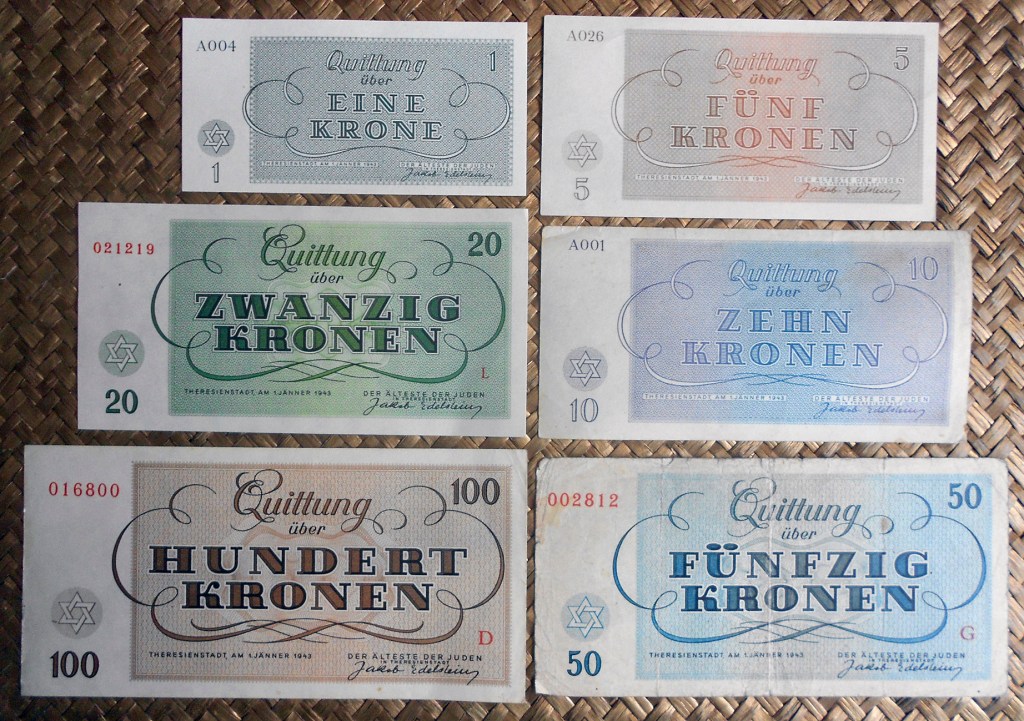 A004
1
Quittung
über
EINE
KRONE
THERESIENSTADT, AM 1. JÄNNER 1943
DER ÄLTESTE DER JUDEN
Jakob Edelstein
1
A026
5
Quittung
über
FÜNF
KRONEN
THERESIENSTADT, AM 1. JÄNNER 1943
DER ÄLTESTE DER JUDEN
Jakob Edelstein
5
021219
20
Quittung
über
ZWANZIG
KRONEN
L
THERESIENSTADT, AM 1. JÄNNER 1943
DER ÄLTESTE DER JUDEN
IN THERESIENSTADT
Jakob Edelstein
20
A001
10
Quittung
über
ZEHN
KRONEN
THERESIENSTADT, AM 1. JÄNNER 1943
DER ÄLTESTE DER JUDEN
Jakob Edelstein
10
016800
100
Quittung
über
HUNDERT
KRONEN
D
THERESIENSTADT, AM 1. JÄNNER 1943
DER ÄLTESTE DER JUDEN
IN THERESIENSTADT
Jakob Edelstein
100
002812
50
Quittung
über
FÜNFZIG
KRONEN
G
THERESIENSTADT, AM 1. JÄNNER 1943
DER ÄLTESTE DER JUDEN
IN THERESIENSTADT
Jakob Edelstein
50